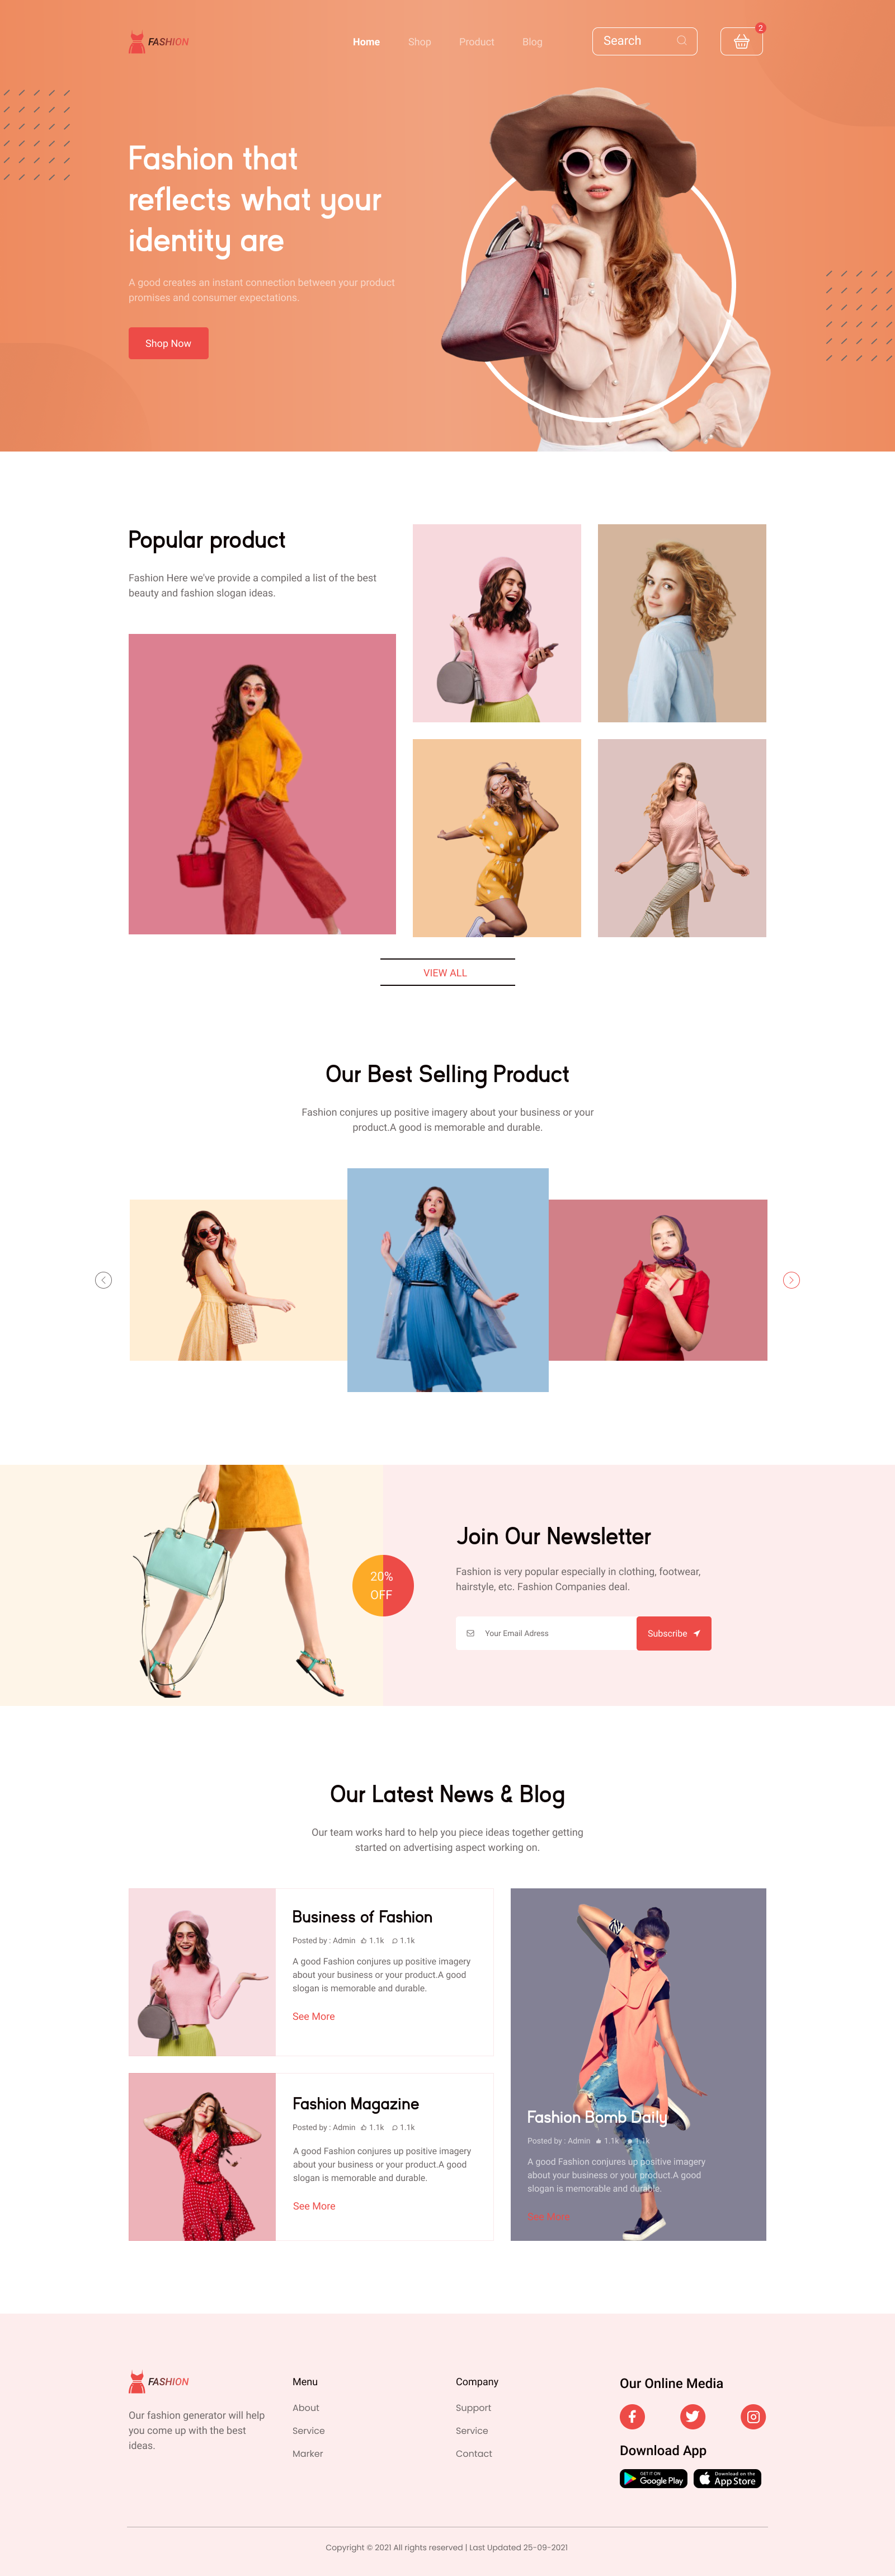 FASHION
Home
Shop
Product
Blog
Search
2
Fashion that
reflects what your
identity are
A good creates an instant connection between your product
promises and consumer expectations.
Shop Now
Popular product
Fashion Here we've provide a compiled a list of the best
beauty and fashion slogan ideas.
VIEW ALL
Our Best Selling Product
Fashion conjures up positive imagery about your business or your
product.A good is memorable and durable.
20%
OFF
Join Our Newsletter
Fashion is very popular especially in clothing, footwear,
hairstyle, etc. Fashion Companies deal.
Your Email Adress
Subscribe
Our Latest News & Blog
Our team works hard to help you piece ideas together getting
started on advertising aspect working on.
Business of Fashion
Posted by : Admin 1.1k 1.1k
A good Fashion conjures up positive imagery
about your business or your product.A good
slogan is memorable and durable.
See More
Fashion Magazine
Posted by : Admin 1.1k 1.1k
A good Fashion conjures up positive imagery
about your business or your product.A good
slogan is memorable and durable.
See More
Fashion Bomb Daily
Posted by : Admin 1.1k 1.1k
A good Fashion conjures up positive imagery
about your business or your product.A good
slogan is memorable and durable.
See More
FASHION
Our fashion generator will help
you come up with the best
ideas.
Menu
About
Service
Marker
Company
Support
Service
Contact
Our Online Media
Download App
GET IT ON
Google Play
Download on the
App Store
Copyright © 2021 All rights reserved | Last Updated 25-09-2021